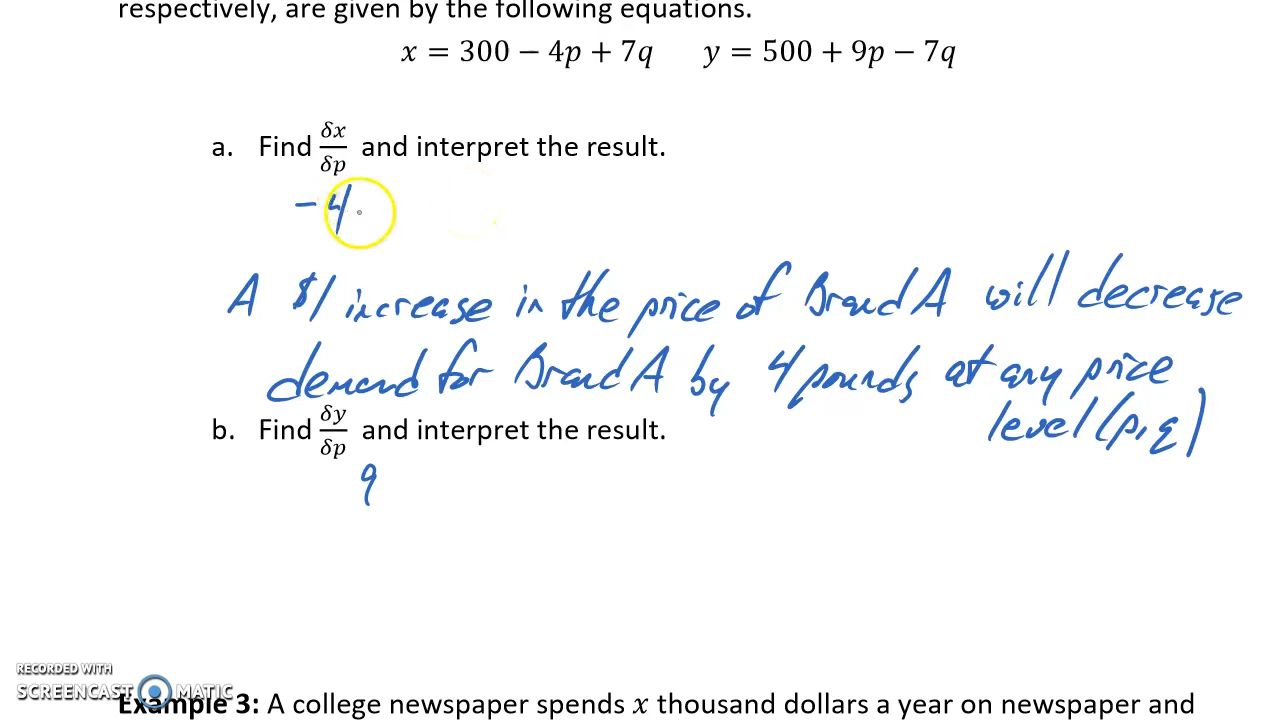 respectively, are given by the following equations.
x = 300 − 4p + 7q y = 500 + 9p − 7q
a. Find δx/δp and interpret the result.
−4
A $1 increase in the price of Brand A will decrease
demand for Brand A by 4 pounds at any price
level (p, q)
b. Find δy/δp and interpret the result.
9
RECORDED WITH
SCREENCAST MATIC
Example 3: A college newspaper spends x thousand dollars a year on newspaper and